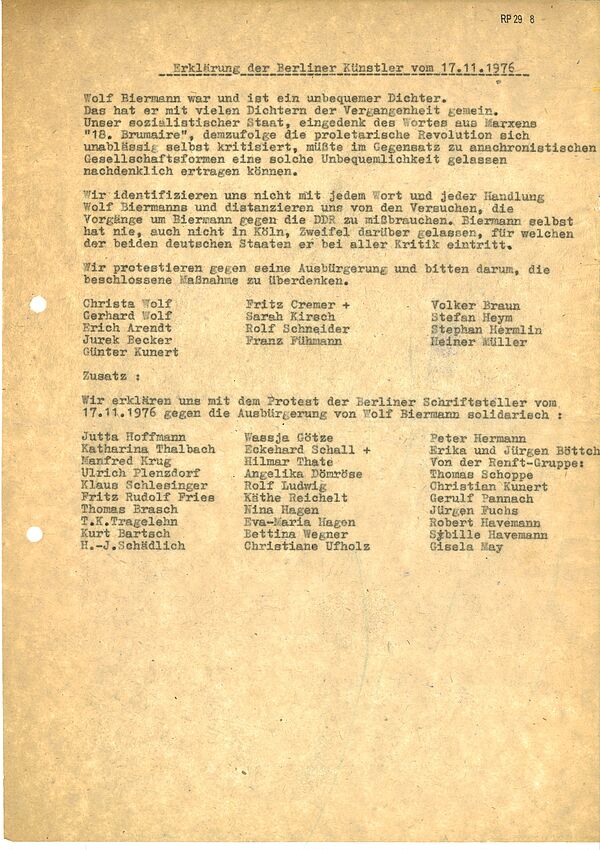 RP 29 8
Erklärung der Berliner Künstler vom 17.11.1976
Wolf Biermann war und ist ein unbequemer Dichter.
Das hat er mit vielen Dichtern der Vergangenheit gemein.
Unser sozialistischer Staat, eingedenk des Wortes aus Marxens
"18. Brumaire", demzufolge die proletarische Revolution sich
unablässig selbst kritisiert, müßte im Gegensatz zu anachronistischen
Gesellschaftsformen eine solche Unbequemlichkeit gelassen
nachdenklich ertragen können.
Wir identifizieren uns nicht mit jedem Wort und jeder Handlung
Wolf Biermanns und distanzieren uns von den Versuchen, die
Vorgänge um Biermann gegen die DDR zu mißbrauchen. Biermann selbst
hat nie, auch nicht in Köln, Zweifel darüber gelassen, für welchen
der beiden deutschen Staaten er bei aller Kritik eintritt.
Wir protestieren gegen seine Ausbürgerung und bitten darum, die
beschlossene Maßnahme zu überdenken.
Christa Wolf Fritz Cremer + Volker Braun
Gerhard Wolf Sarah Kirsch Stefan Heym
Erich Arendt Rolf Schneider Stephan Hermlin
Jurek Becker Franz Fühmann Heiner Müller
Günter Kunert
Zusatz :
Wir erklären uns mit dem Protest der Berliner Schriftsteller vom
17.11.1976 gegen die Ausbürgerung von Wolf Biermann solidarisch :
Jutta Hoffmann Wassja Götze Peter Hermann
Katharina Thalbach Eckehard Schall + Erika und Jürgen Böttch
Manfred Krug Hilmar Thate Von der Renft-Gruppe:
Ulrich Plenzdorf Angelika Dömröse Thomas Schoppe
Klaus Schlesinger Rolf Ludwig Christian Kunert
Fritz Rudolf Fries Käthe Reichelt Gerulf Pannach
Thomas Brasch Nina Hagen Jürgen Fuchs
T.K.Tragelehn Eva-Maria Hagen Robert Havemann
Kurt Bartsch Bettina Wegner Sybille Havemann
H.-J.Schädlich Christiane Ufholz Gisela May